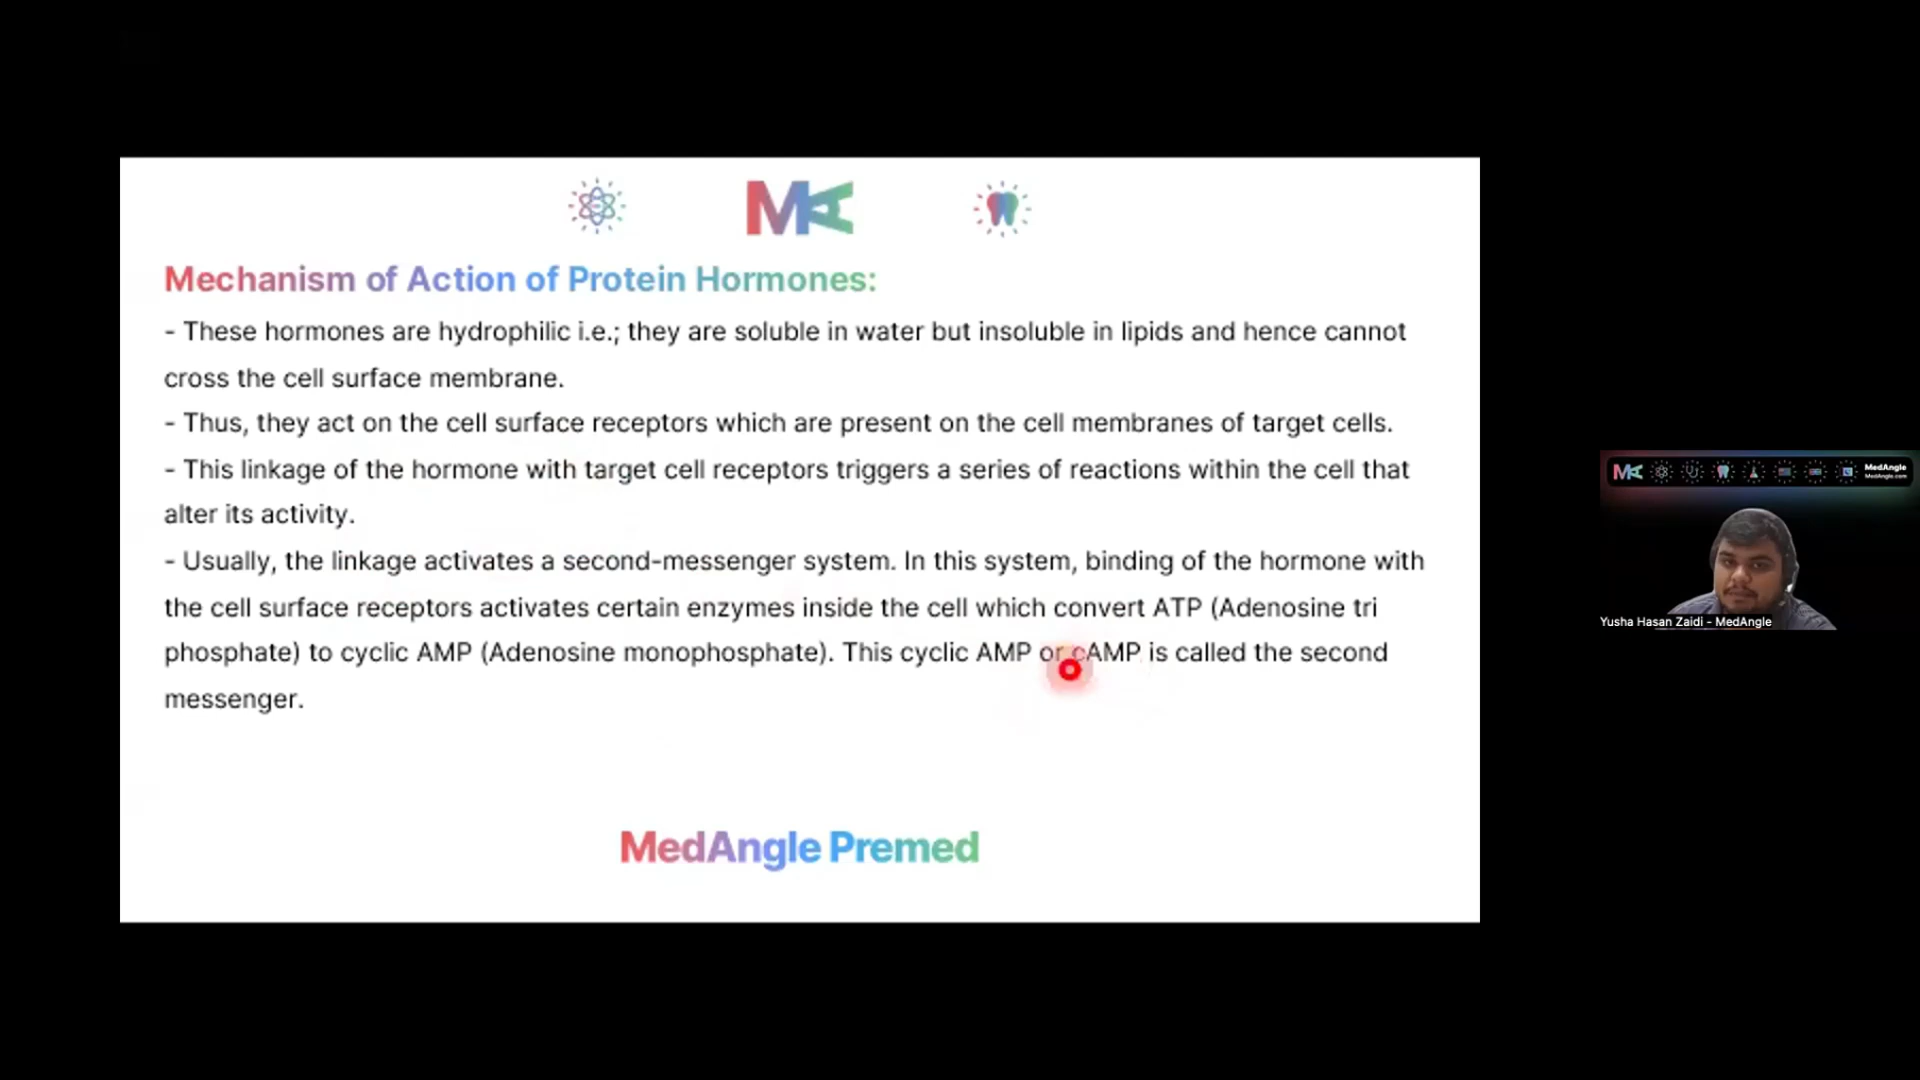 MA
Mechanism of Action of Protein Hormones:
- These hormones are hydrophilic i.e.; they are soluble in water but insoluble in lipids and hence cannot
cross the cell surface membrane.
- Thus, they act on the cell surface receptors which are present on the cell membranes of target cells.
- This linkage of the hormone with target cell receptors triggers a series of reactions within the cell that
alter its activity.
- Usually, the linkage activates a second-messenger system. In this system, binding of the hormone with
the cell surface receptors activates certain enzymes inside the cell which convert ATP (Adenosine tri
phosphate) to cyclic AMP (Adenosine monophosphate). This cyclic AMP or cAMP is called the second
messenger.
MedAngle Premed
MA
MedAngle
MedAngle.com
Yusha Hasan Zaidi - MedAngle